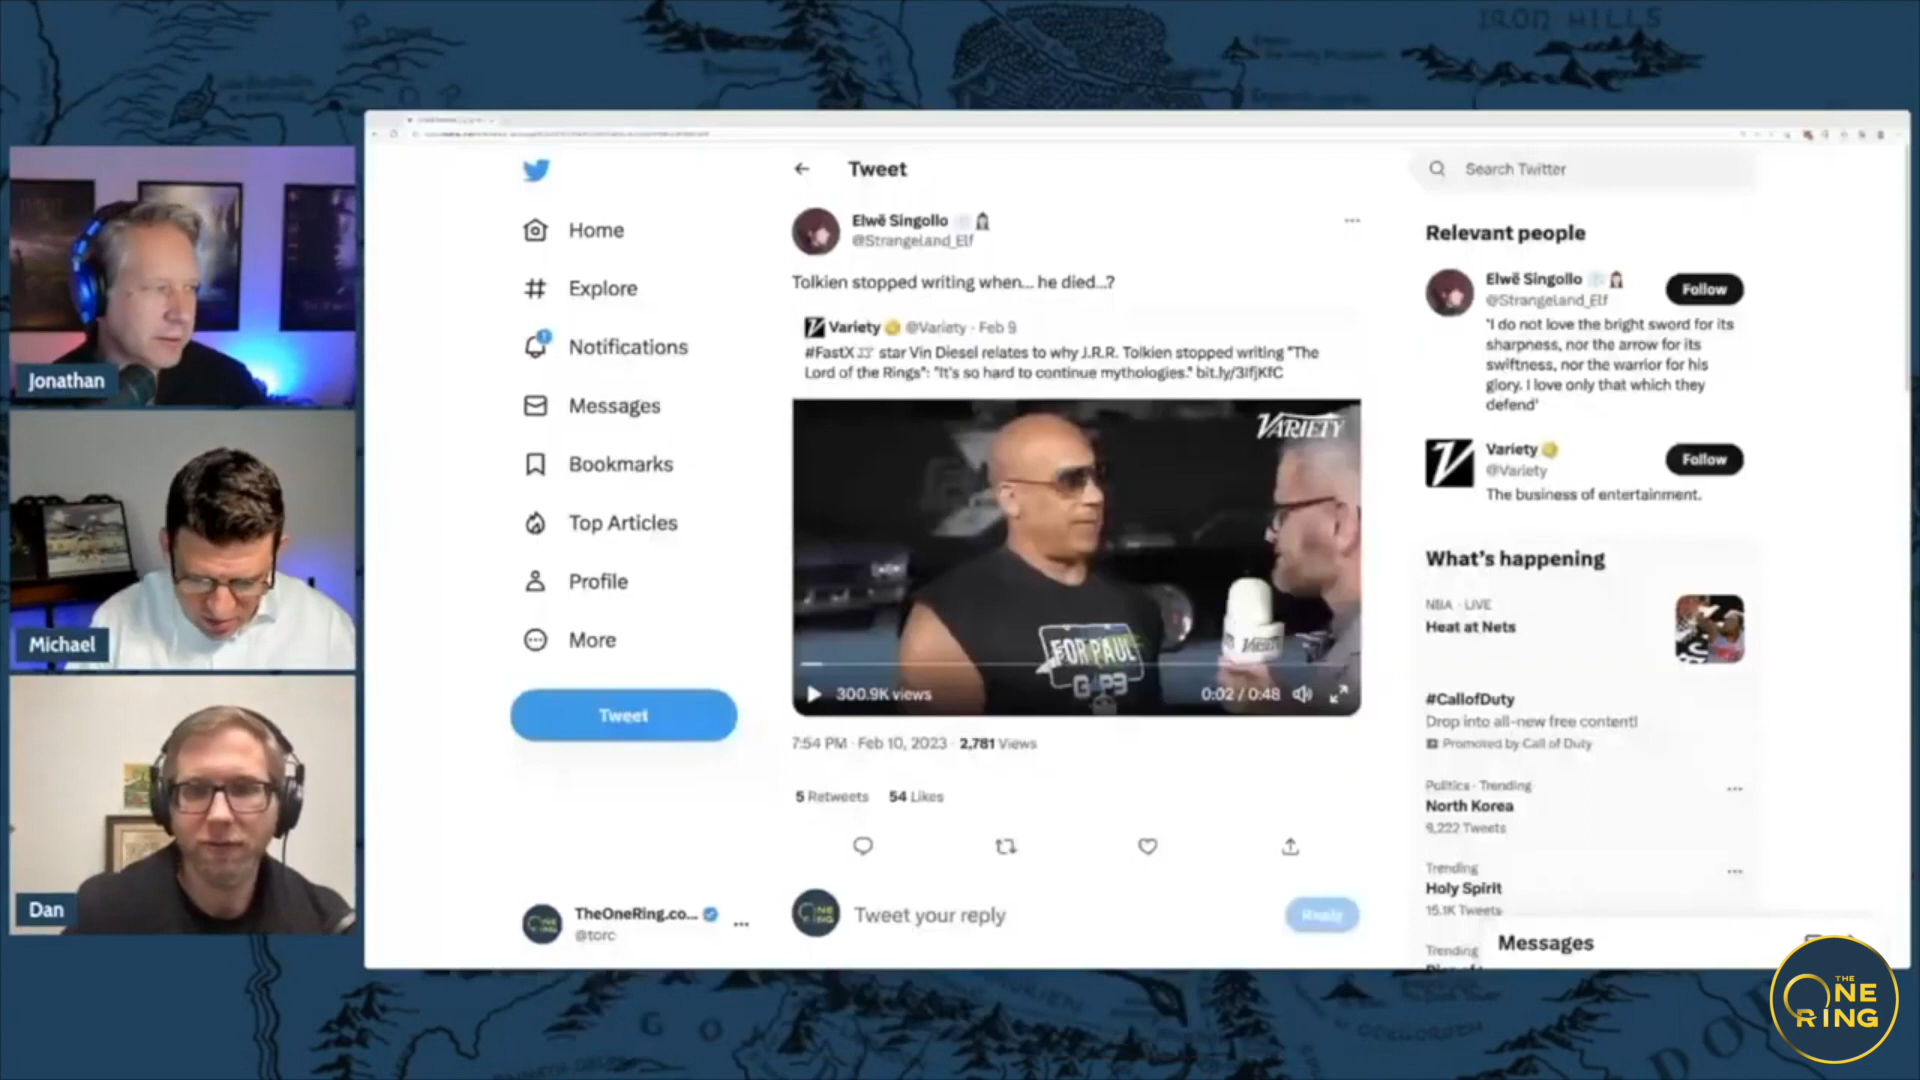 IRON HILLS
Jonathan
Michael
Dan
Home
Explore
Notifications
Messages
Bookmarks
Top Articles
Profile
More
Tweet
TheOneRing.co...
@torc
Tweet
Elwë Singollo
@Strangeland_Elf
Tolkien stopped writing when... he died...?
Variety @Variety · Feb 9
#FastX star Vin Diesel relates to why J.R.R. Tolkien stopped writing "The
Lord of the Rings": "It's so hard to continue mythologies." bit.ly/3IfjKfC
VARIETY
FOR PAUL
VARIETY
300.9K views
0:02 / 0:48
7:54 PM · Feb 10, 2023 · 2,781 Views
5 Retweets 54 Likes
ONE
RING
Tweet your reply
Reply
Search Twitter
Relevant people
Elwë Singollo
@Strangeland_Elf
Follow
"I do not love the bright sword for its
sharpness, nor the arrow for its
swiftness, nor the warrior for his
glory. I love only that which they
defend'
Variety
@Variety
Follow
The business of entertainment.
What's happening
NBA · LIVE
Heat at Nets
#CallofDuty
Drop into all-new free content!
Promoted by Call of Duty
Politics · Trending
North Korea
9,222 Tweets
Trending
Holy Spirit
15.1K Tweets
Trending
Messages
THE
ONE
RING